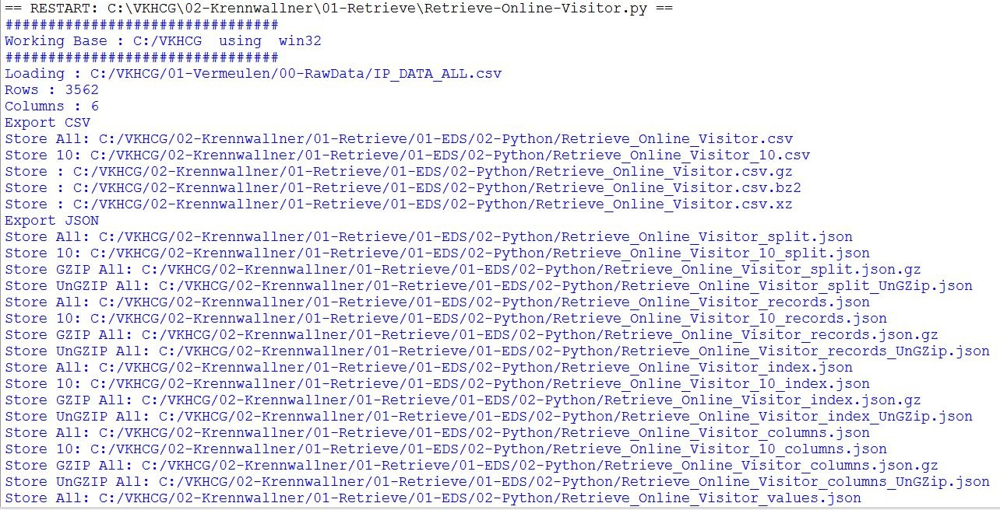 == RESTART: C:\VKHCG\02-Krennwallner\01-Retrieve\Retrieve-Online-Visitor.py ==
################################
Working Base : C:/VKHCG  using  win32
################################
Loading : C:/VKHCG/01-Vermeulen/00-RawData/IP_DATA_ALL.csv
Rows : 3562
Columns : 6
Export CSV
Store All: C:/VKHCG/02-Krennwallner/01-Retrieve/01-EDS/02-Python/Retrieve_Online_Visitor.csv
Store 10: C:/VKHCG/02-Krennwallner/01-Retrieve/01-EDS/02-Python/Retrieve_Online_Visitor_10.csv
Store : C:/VKHCG/02-Krennwallner/01-Retrieve/01-EDS/02-Python/Retrieve_Online_Visitor.csv.gz
Store : C:/VKHCG/02-Krennwallner/01-Retrieve/01-EDS/02-Python/Retrieve_Online_Visitor.csv.bz2
Store : C:/VKHCG/02-Krennwallner/01-Retrieve/01-EDS/02-Python/Retrieve_Online_Visitor.csv.xz
Export JSON
Store All: C:/VKHCG/02-Krennwallner/01-Retrieve/01-EDS/02-Python/Retrieve_Online_Visitor_split.json
Store 10: C:/VKHCG/02-Krennwallner/01-Retrieve/01-EDS/02-Python/Retrieve_Online_Visitor_10_split.json
Store GZIP All: C:/VKHCG/02-Krennwallner/01-Retrieve/01-EDS/02-Python/Retrieve_Online_Visitor_split.json.gz
Store UnGZIP All: C:/VKHCG/02-Krennwallner/01-Retrieve/01-EDS/02-Python/Retrieve_Online_Visitor_split_UnGZip.json
Store All: C:/VKHCG/02-Krennwallner/01-Retrieve/01-EDS/02-Python/Retrieve_Online_Visitor_records.json
Store 10: C:/VKHCG/02-Krennwallner/01-Retrieve/01-EDS/02-Python/Retrieve_Online_Visitor_10_records.json
Store GZIP All: C:/VKHCG/02-Krennwallner/01-Retrieve/01-EDS/02-Python/Retrieve_Online_Visitor_records.json.gz
Store UnGZIP All: C:/VKHCG/02-Krennwallner/01-Retrieve/01-EDS/02-Python/Retrieve_Online_Visitor_records_UnGZip.json
Store All: C:/VKHCG/02-Krennwallner/01-Retrieve/01-EDS/02-Python/Retrieve_Online_Visitor_index.json
Store 10: C:/VKHCG/02-Krennwallner/01-Retrieve/01-EDS/02-Python/Retrieve_Online_Visitor_10_index.json
Store GZIP All: C:/VKHCG/02-Krennwallner/01-Retrieve/01-EDS/02-Python/Retrieve_Online_Visitor_index.json.gz
Store UnGZIP All: C:/VKHCG/02-Krennwallner/01-Retrieve/01-EDS/02-Python/Retrieve_Online_Visitor_index_UnGZip.json
Store All: C:/VKHCG/02-Krennwallner/01-Retrieve/01-EDS/02-Python/Retrieve_Online_Visitor_columns.json
Store 10: C:/VKHCG/02-Krennwallner/01-Retrieve/01-EDS/02-Python/Retrieve_Online_Visitor_10_columns.json
Store GZIP All: C:/VKHCG/02-Krennwallner/01-Retrieve/01-EDS/02-Python/Retrieve_Online_Visitor_columns.json.gz
Store UnGZIP All: C:/VKHCG/02-Krennwallner/01-Retrieve/01-EDS/02-Python/Retrieve_Online_Visitor_columns_UnGZip.json
Store All: C:/VKHCG/02-Krennwallner/01-Retrieve/01-EDS/02-Python/Retrieve_Online_Visitor_values.json